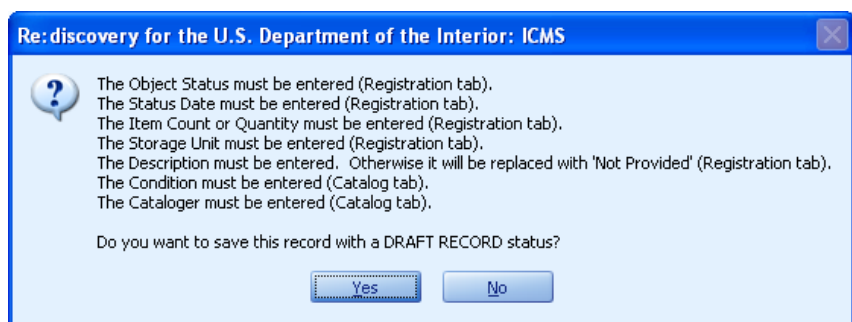 Re:discovery for the U.S. Department of the Interior: ICMS
The Object Status must be entered (Registration tab).
The Status Date must be entered (Registration tab).
The Item Count or Quantity must be entered (Registration tab).
The Storage Unit must be entered (Registration tab).
The Description must be entered.  Otherwise it will be replaced with 'Not Provided' (Registration tab).
The Condition must be entered (Catalog tab).
The Cataloger must be entered (Catalog tab).
Do you want to save this record with a DRAFT RECORD status?
Yes No